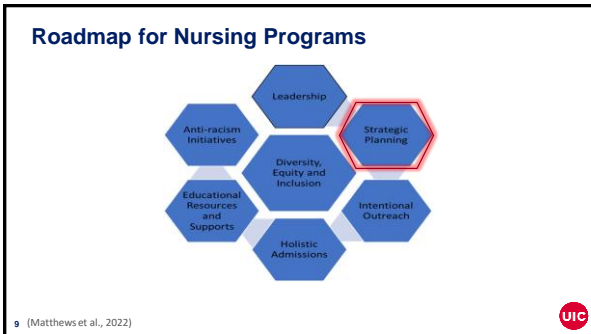 Roadmap for Nursing Programs
Leadership
Anti-racism
Initiatives
Strategic
Planning
Diversity,
Equity and
Inclusion
Educational
Resources
and
Supports
Intentional
Outreach
Holistic
Admissions
9 (Matthews et al., 2022)
UIC